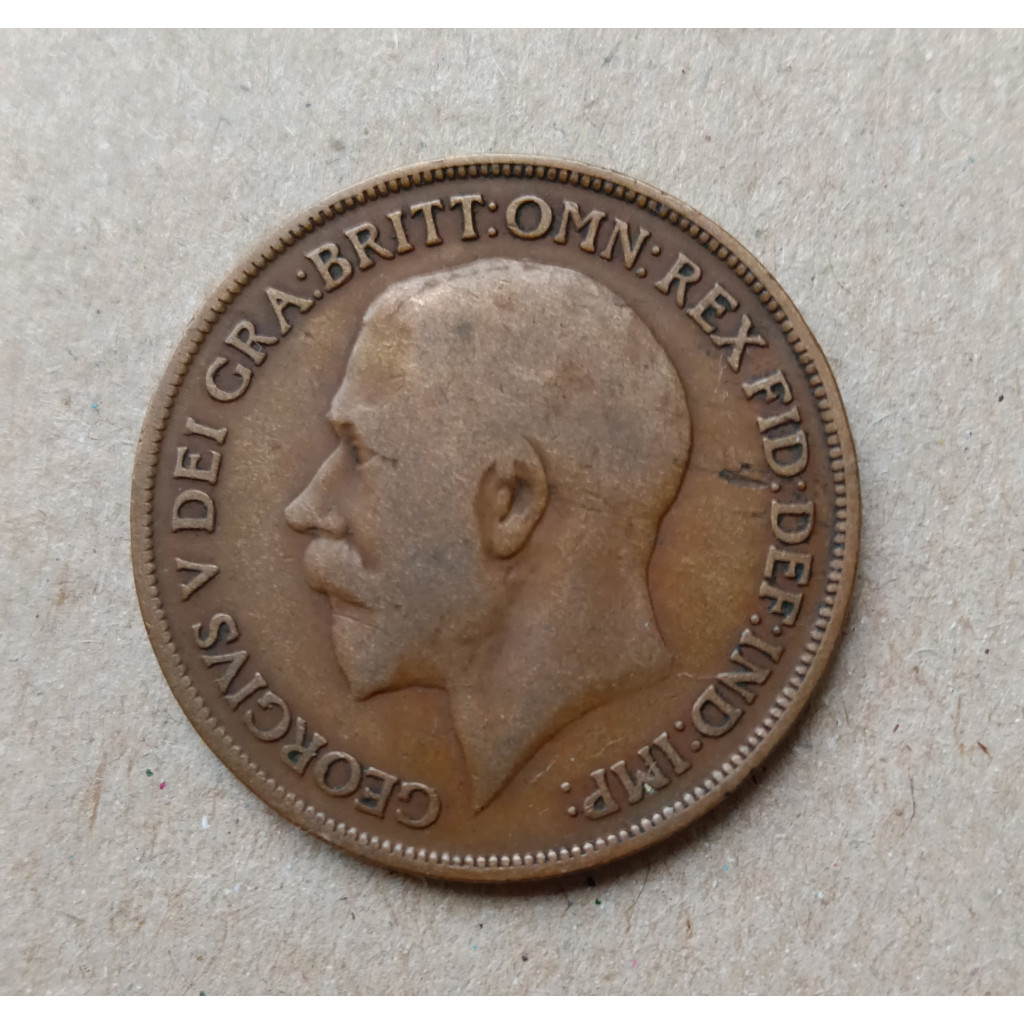 GEORGIVS V DEI GRA: BRITT: OMN: REX FID: DEF: IND: IMP: